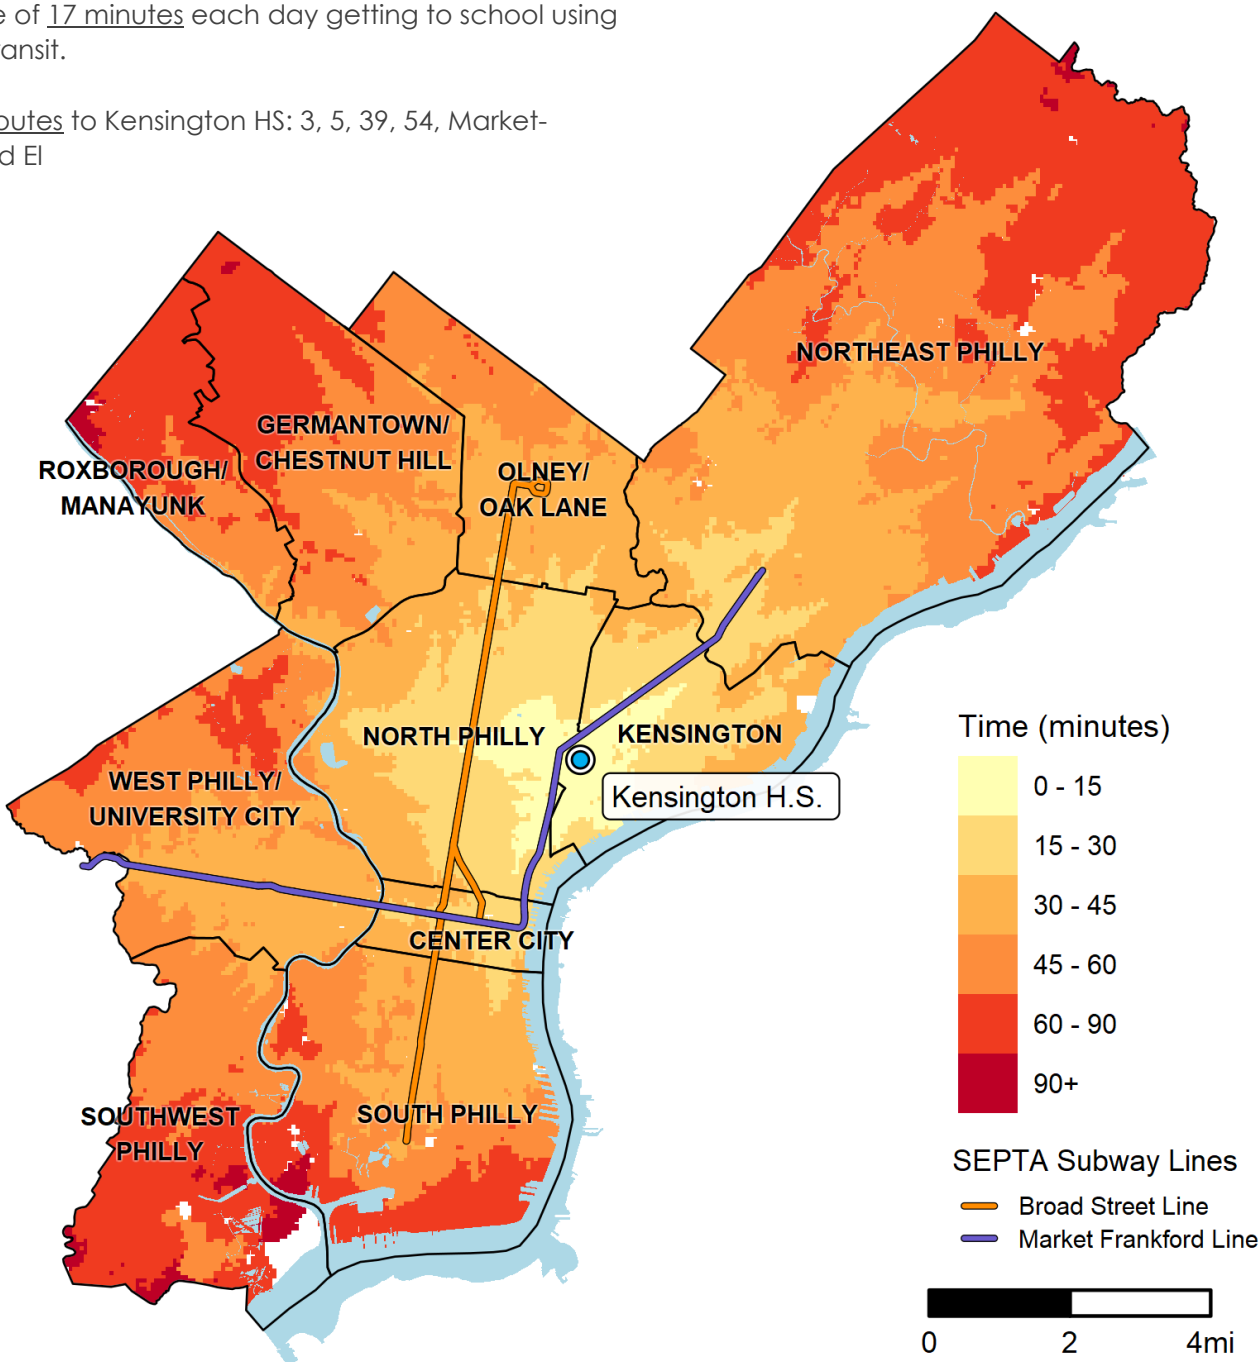 e of 17 minutes each day getting to school using
ansit.
outes to Kensington HS: 3, 5, 39, 54, Market-
d El
NORTHEAST PHILLY
GERMANTOWN/
CHESTNUT HILL
ROXBOROUGH/
MANAYUNK
OLNEY/
OAK LANE
NORTH PHILLY
KENSINGTON
Kensington H.S.
WEST PHILLY/
UNIVERSITY CITY
CENTER CITY
SOUTHWEST
PHILLY
SOUTH PHILLY
Time (minutes)
0 - 15
15 - 30
30 - 45
45 - 60
60 - 90
90+
SEPTA Subway Lines
Broad Street Line
Market Frankford Line
0 2 4mi